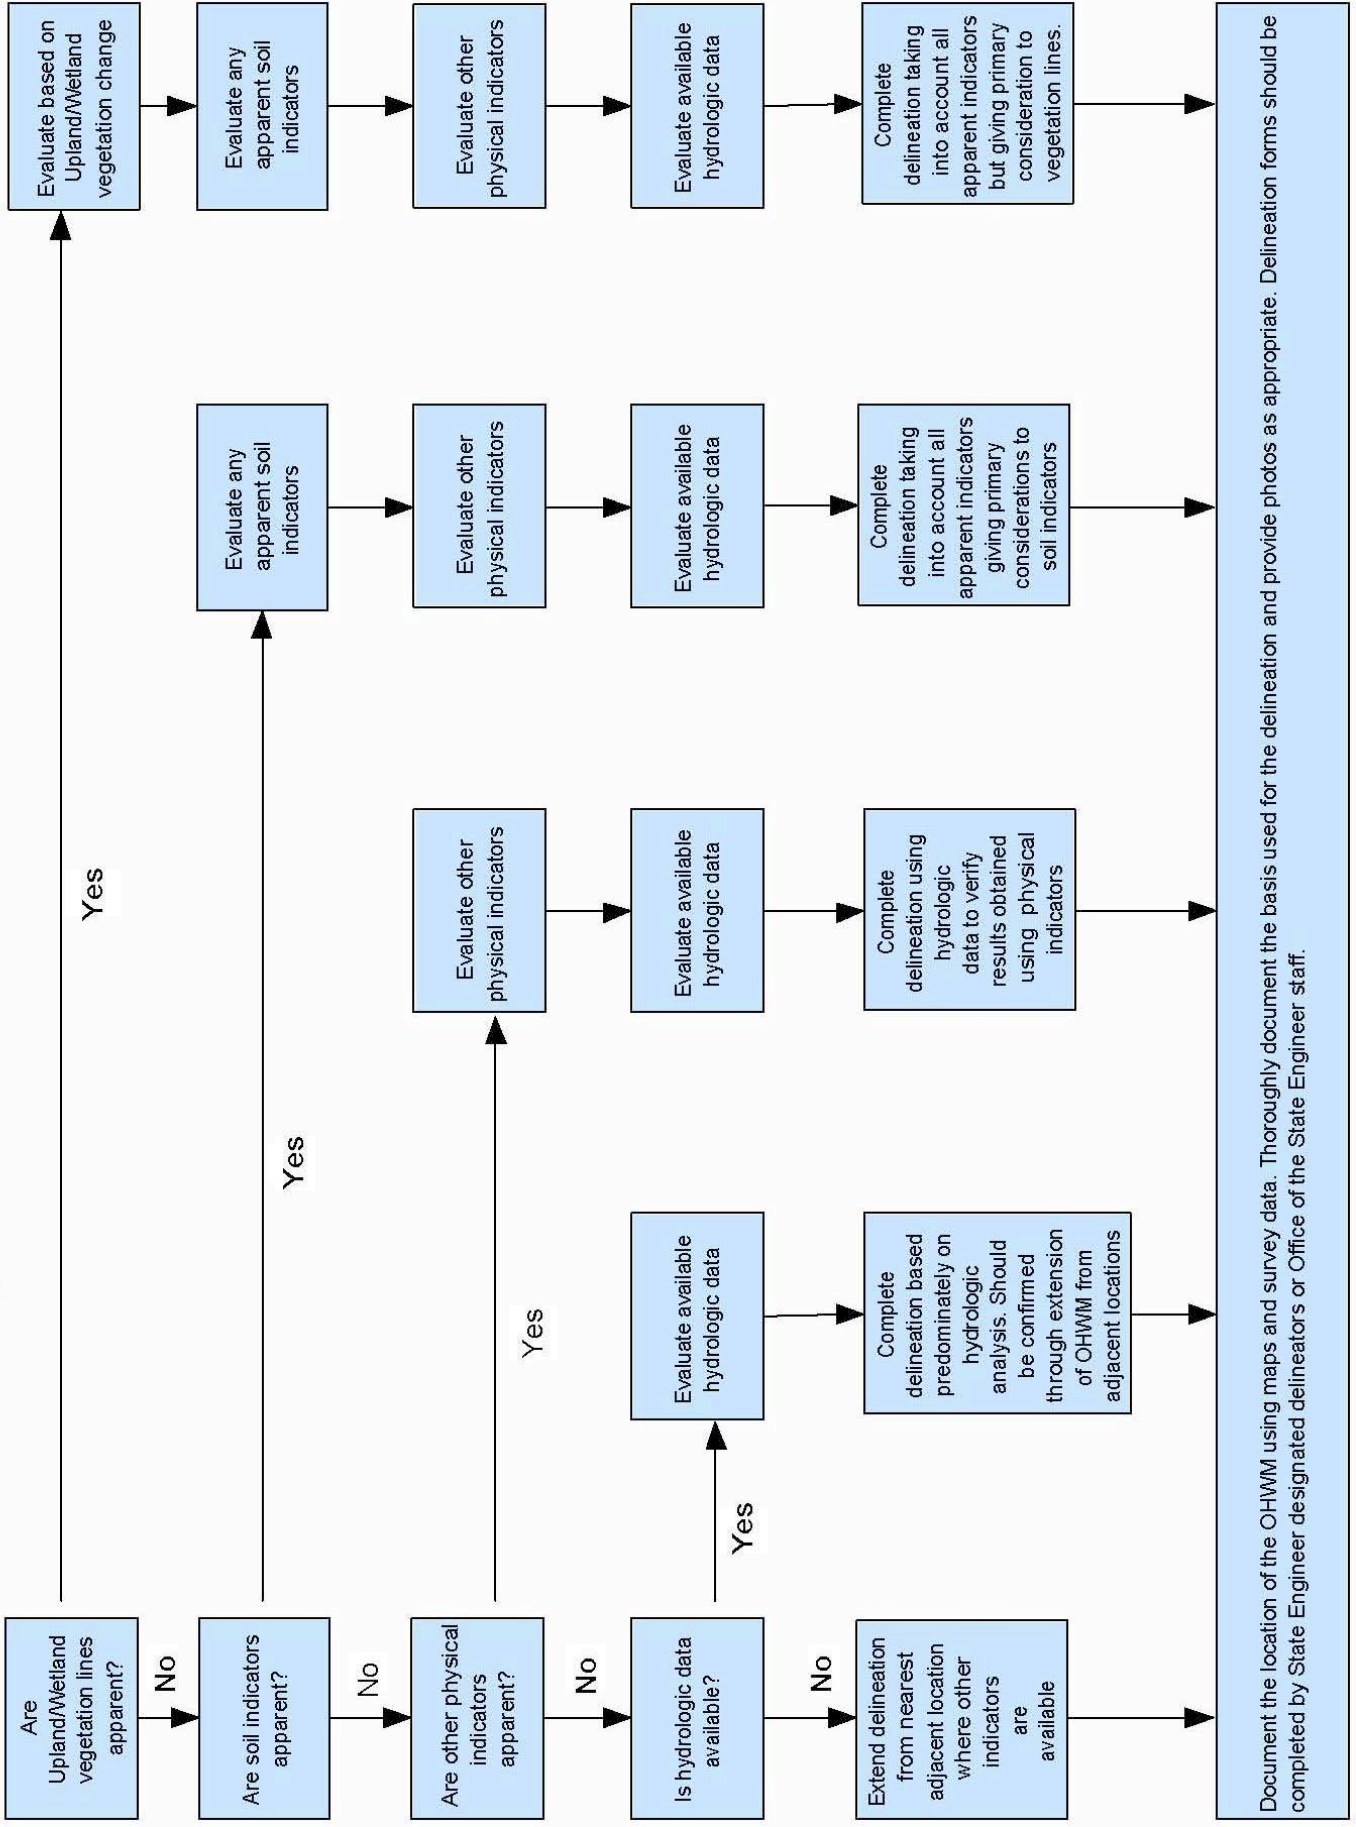 Are
Upland/Wetland
vegetation lines
apparent?
Yes
Evaluate based on
Upland/Wetland
vegetation change
No
Are soil indicators
apparent?
Yes
Evaluate any
apparent soil
indicators
Evaluate any
apparent soil
indicators
No
Are other physical
indicators
apparent?
Yes
Evaluate other
physical indicators
Evaluate other
physical indicators
Evaluate other
physical indicators
No
Is hydrologic data
available?
Yes
Evaluate available
hydrologic data
Evaluate available
hydrologic data
Evaluate available
hydrologic data
Evaluate available
hydrologic data
No
Extend delineation
from nearest
adjacent location
where other
indicators
are
available
Complete
delineation based
predominately on
hydrologic
analysis. Should
be confirmed
through extension
of OHWM from
adjacent locations
Complete
delineation using
hydrologic
data to verify
results obtained
using physical
indicators
Complete
delineation taking
into account all
apparent indicators
giving primary
considerations to
soil indicators
Complete
delineation taking
into account all
apparent indicators
but giving primary
consideration to
vegetation lines.
Document the location of the OHWM using maps and survey data. Thoroughly document the basis used for the delineation and provide photos as appropriate. Delineation forms should be
completed by State Engineer designated delineators or Office of the State Engineer staff.